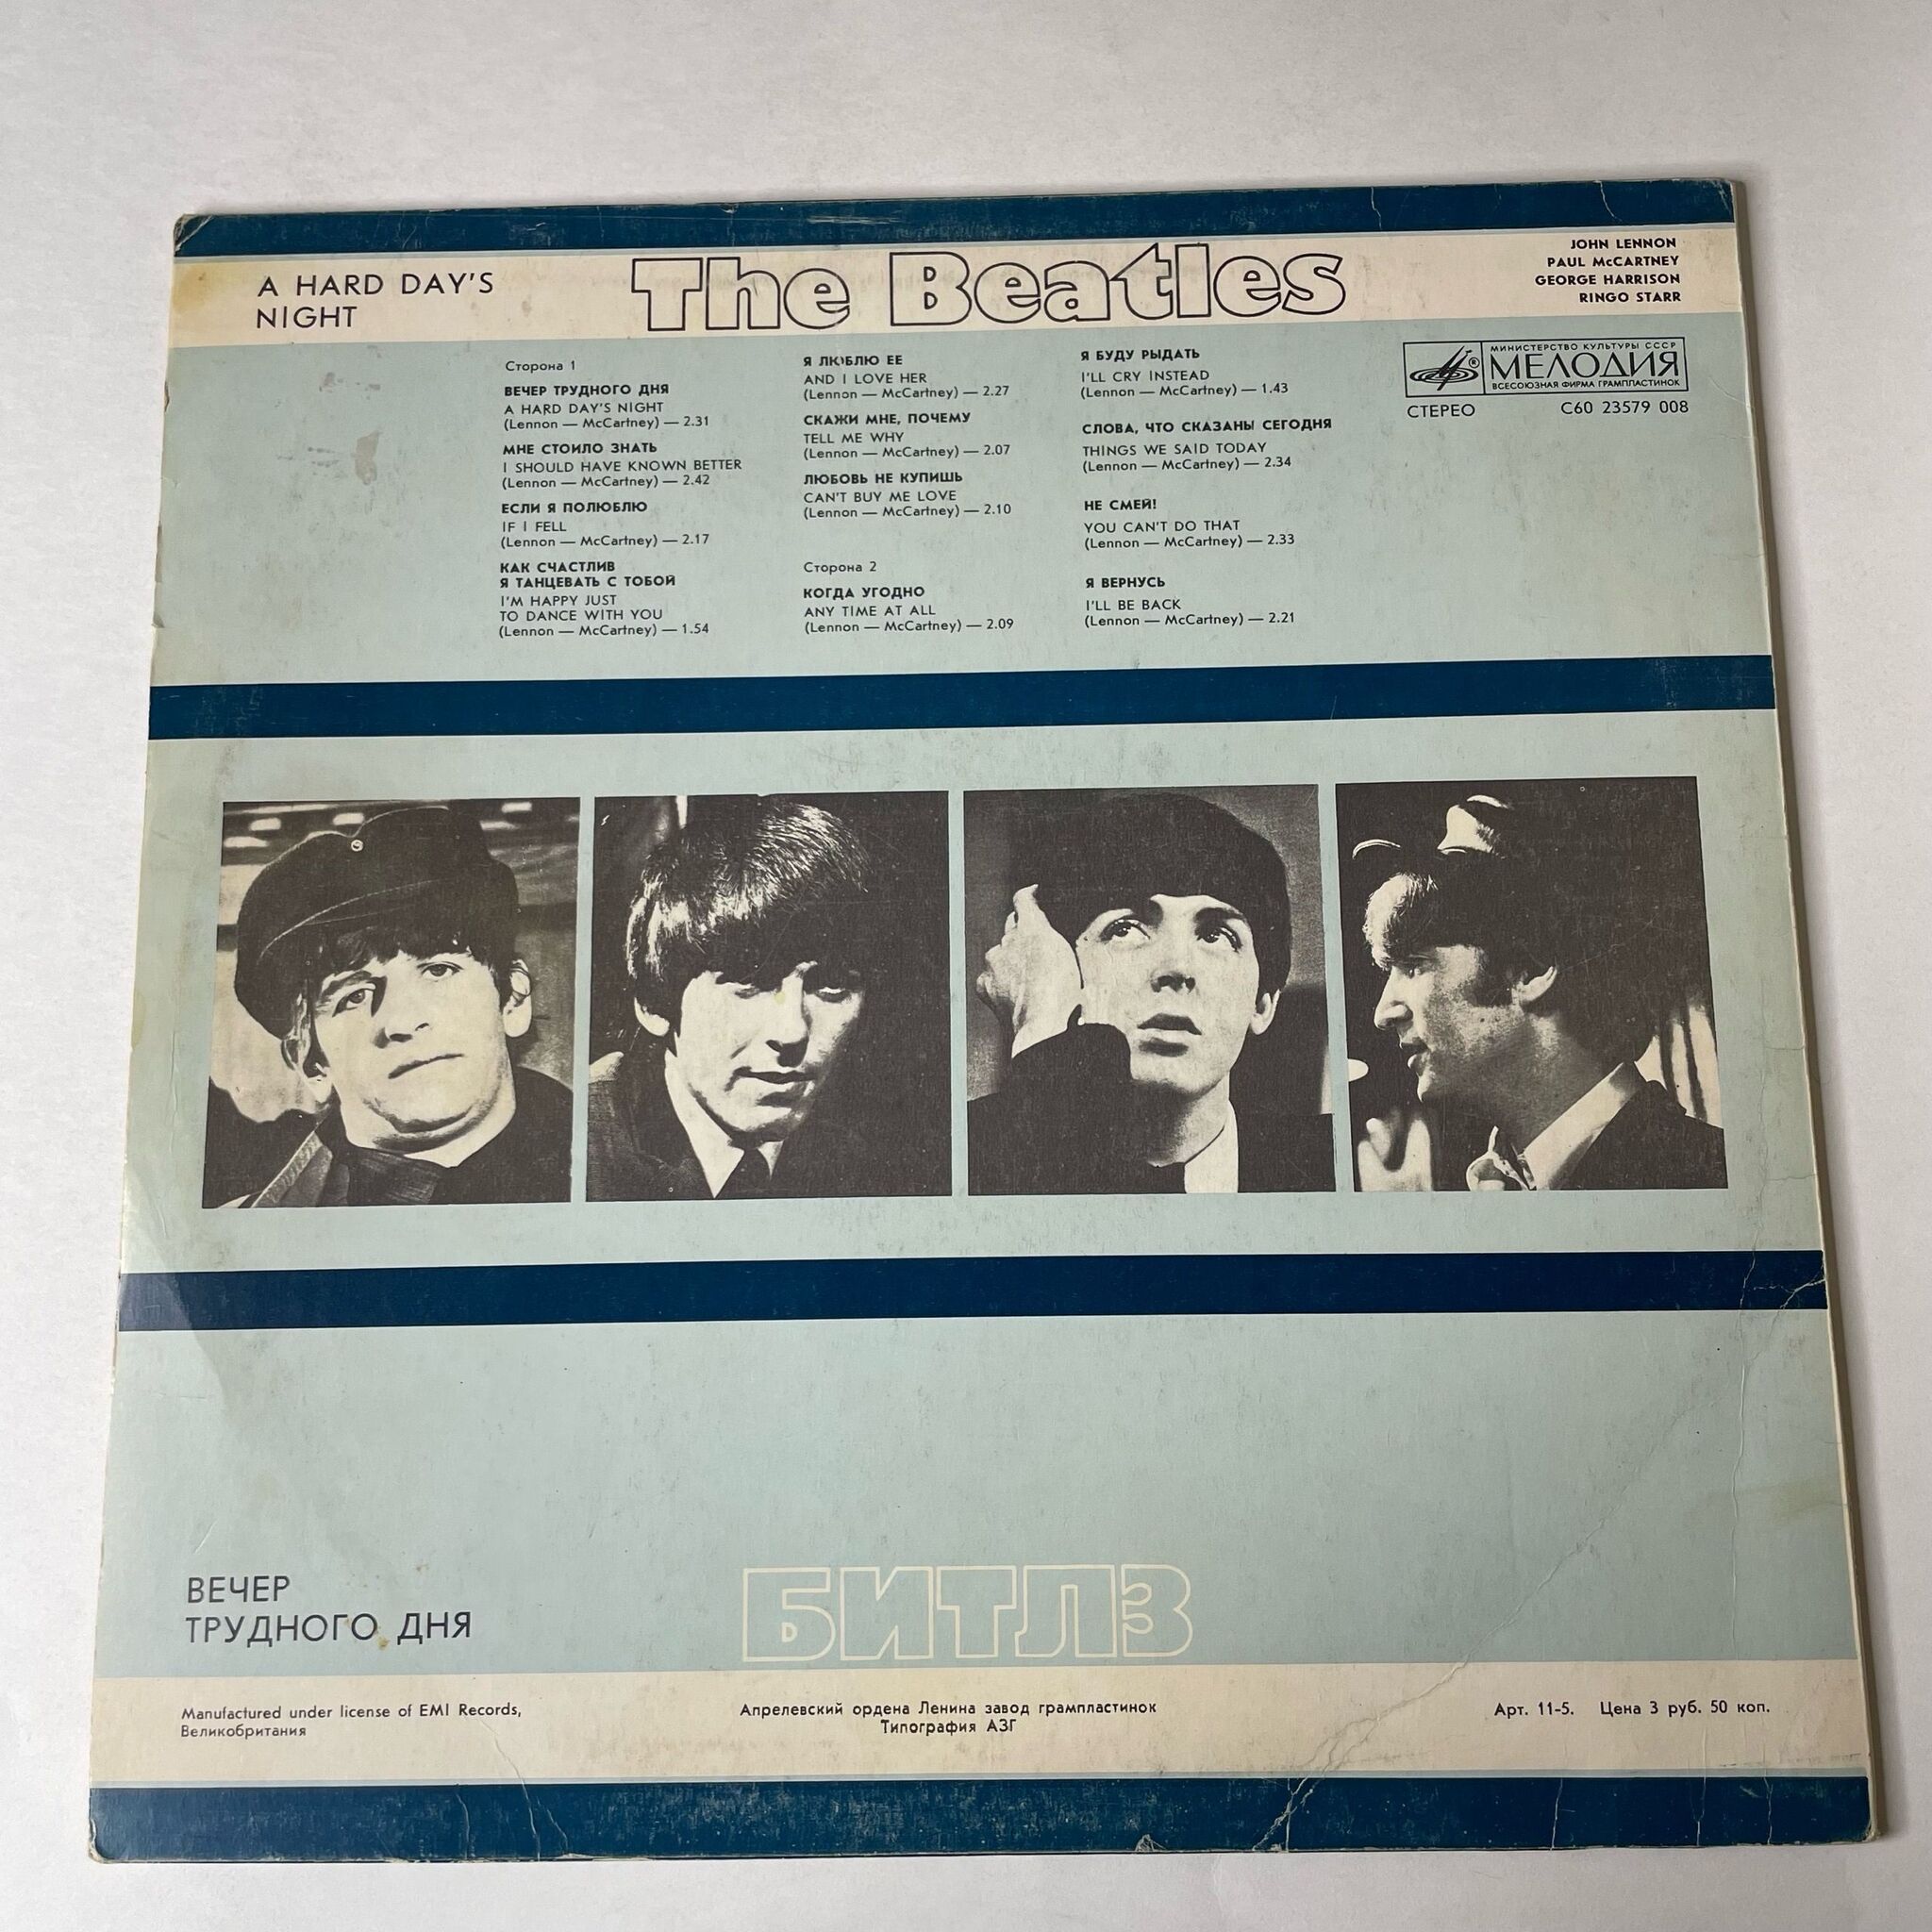 A HARD DAY'S
NIGHT
The Beatles
JOHN LENNON
PAUL McCARTNEY
GEORGE HARRISON
RINGO STARR
Сторона 1
ВЕЧЕР ТРУДНОГО ДНЯ
A HARD DAY'S NIGHT
(Lennon — McCartney) — 2.31
МНЕ СТОИЛО ЗНАТЬ
I SHOULD HAVE KNOWN BETTER
(Lennon — McCartney) — 2.42
ЕСЛИ Я ПОЛЮБЛЮ
IF I FELL
(Lennon — McCartney) — 2.17
КАК СЧАСТЛИВ
Я ТАНЦЕВАТЬ С ТОБОЙ
I'M HAPPY JUST
TO DANCE WITH YOU
(Lennon — McCartney) — 1.54
Я ЛЮБЛЮ ЕЕ
AND I LOVE HER
(Lennon — McCartney) — 2.27
СКАЖИ МНЕ, ПОЧЕМУ
TELL ME WHY
(Lennon — McCartney) — 2.07
ЛЮБОВЬ НЕ КУПИШЬ
CAN'T BUY ME LOVE
(Lennon — McCartney) — 2.10
Сторона 2
КОГДА УГОДНО
ANY TIME AT ALL
(Lennon — McCartney) — 2.09
Я БУДУ РЫДАТЬ
I'LL CRY INSTEAD
(Lennon — McCartney) — 1.43
СЛОВА, ЧТО СКАЗАНЫ СЕГОДНЯ
THINGS WE SAID TODAY
(Lennon — McCartney) — 2.34
НЕ СМЕЙ!
YOU CAN'T DO THAT
(Lennon — McCartney) — 2.33
Я ВЕРНУСЬ
I'LL BE BACK
(Lennon — McCartney) — 2.21
®
МИНИСТЕРСТВО КУЛЬТУРЫ СССР
МЕЛОДИЯ
ВСЕСОЮЗНАЯ ФИРМА ГРАМПЛАСТИНОК
СТЕРЕО С60 23579 008
ВЕЧЕР
ТРУДНОГО ДНЯ
БИТЛЗ
Manufactured under license of EMI Records,
Великобритания
Апрелевский ордена Ленина завод грампластинок
Типография АЗГ
Арт. 11-5. Цена 3 руб. 50 коп.